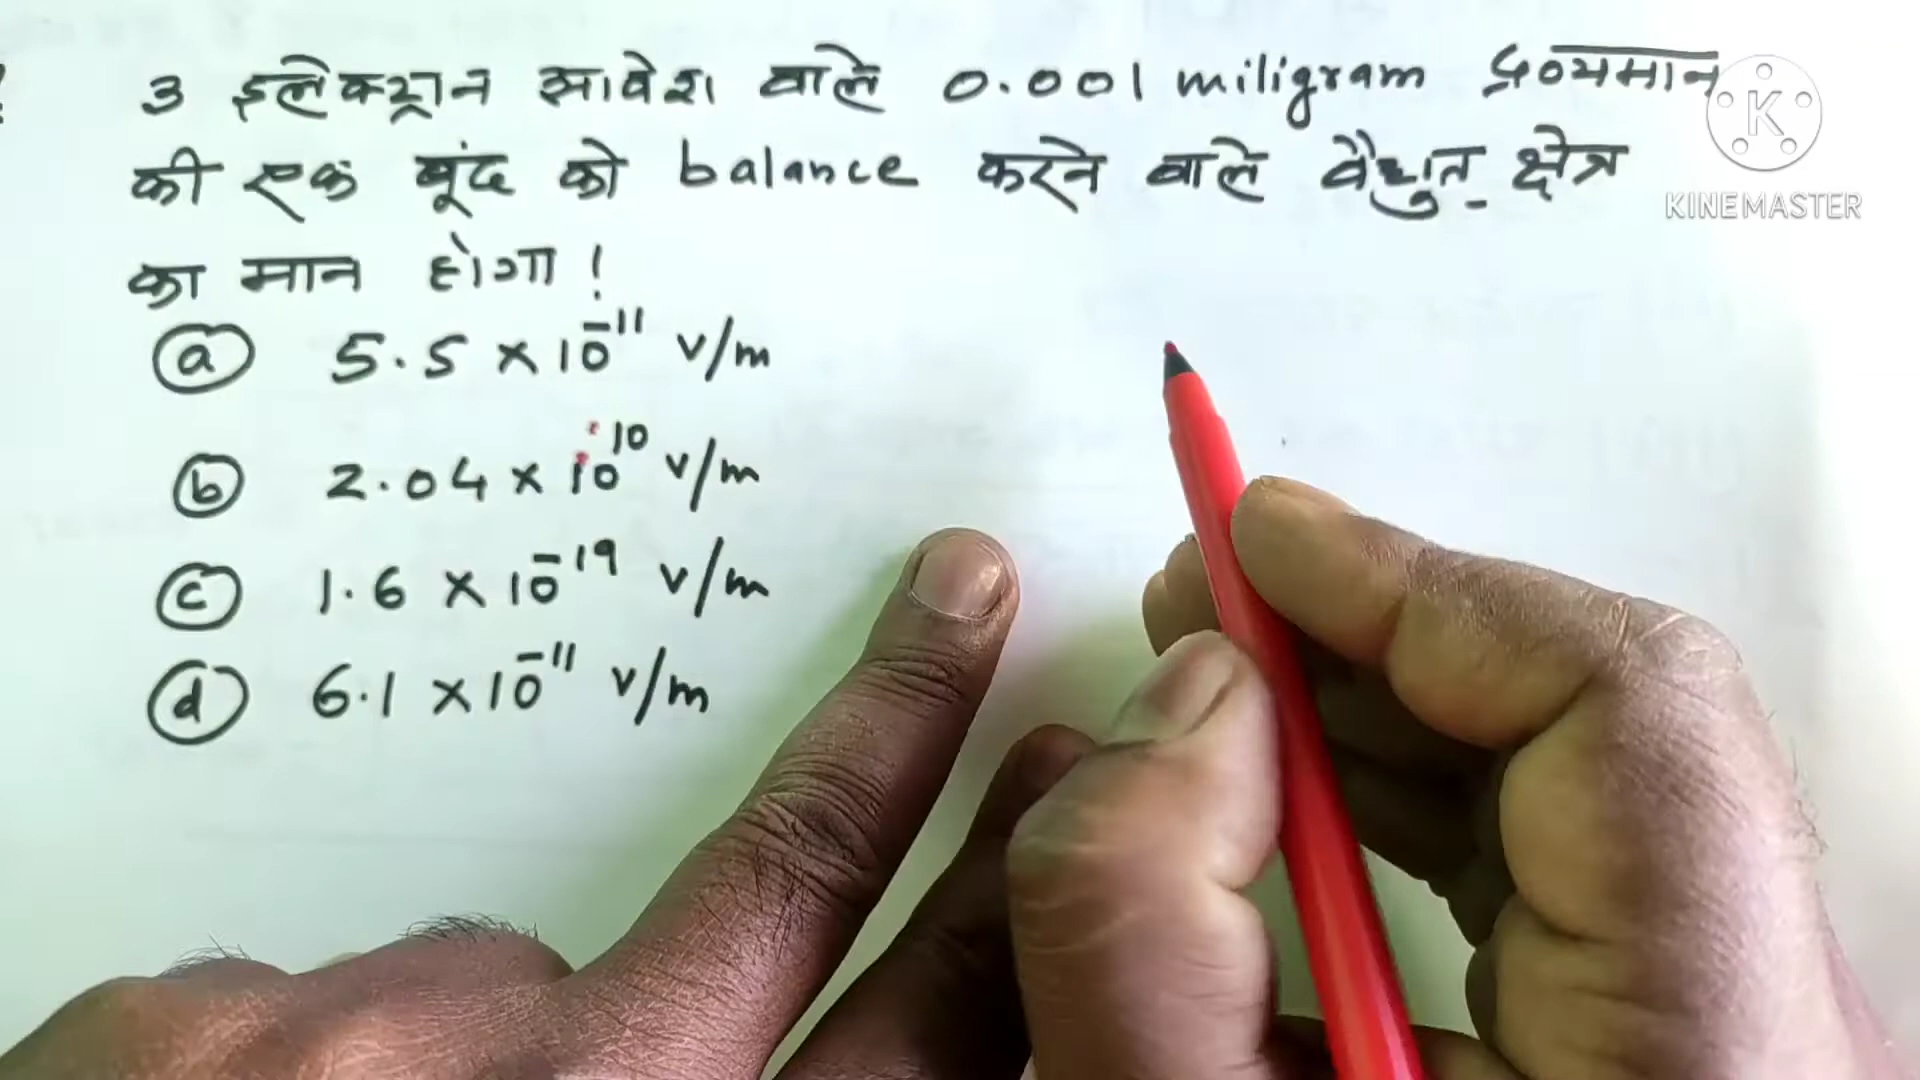 3 इलेक्ट्रान आवेश वाले 0.001 miligram द्रव्यमान
की एक बूंद को balance करने वाले वैधुत क्षेत्र
का मान होगा !
(a) 5.5 × 10⁻¹¹ v/m
(b) 2.04 × 10¹⁰ v/m
(c) 1.6 × 10⁻¹⁹ v/m
(d) 6.1 × 10⁻¹¹ v/m
K
KINEMASTER